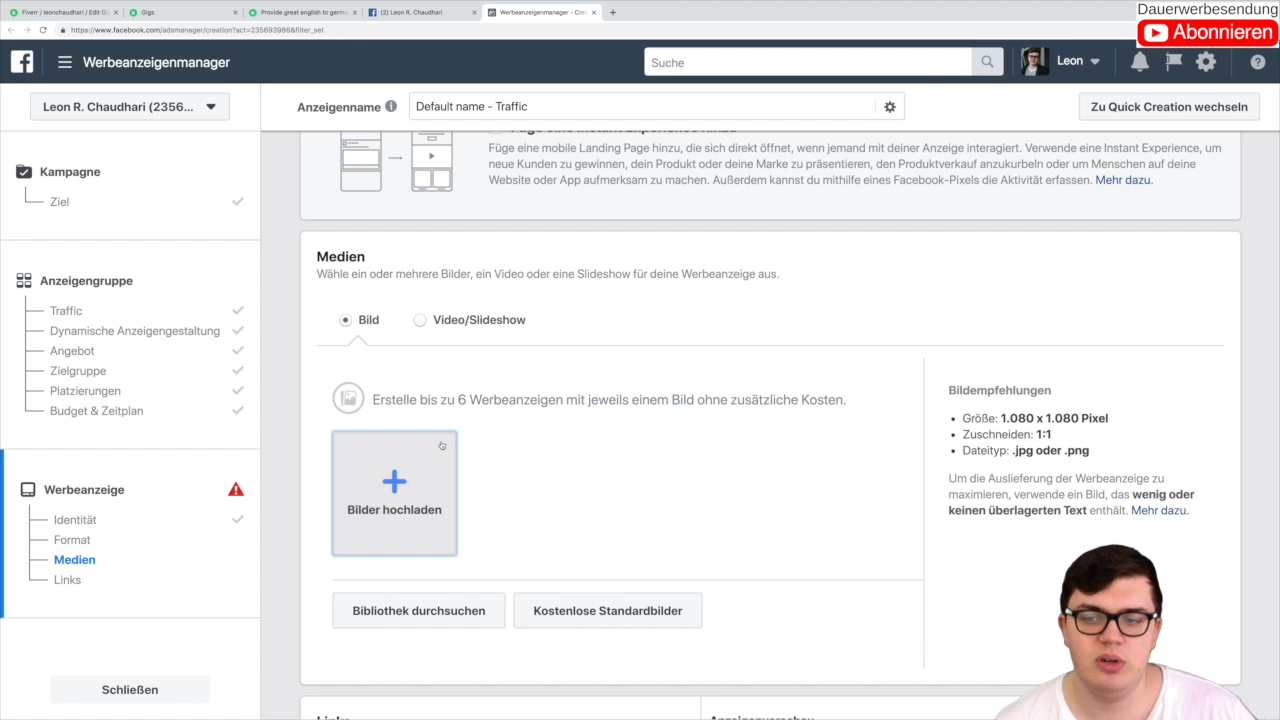 Fiverr / leonchaudhari / Edit Gi
Gigs
Provide great english to germa
(2) Leon R. Chaudhari
Werbeanzeigenmanager - Cre
Dauerwerbesendung
Abonnieren
https://www.facebook.com/adsmanager/creation?act=235693986&filter_set
Werbeanzeigenmanager
Suche
Leon
Leon R. Chaudhari (2356...
Anzeigenname
Default name - Traffic
Zu Quick Creation wechseln
Füge eine Instant Experience hinzu
Füge eine mobile Landing Page hinzu, die sich direkt öffnet, wenn jemand mit deiner Anzeige interagiert. Verwende eine Instant Experience, um
neue Kunden zu gewinnen, dein Produkt oder deine Marke zu präsentieren, den Produktverkauf anzukurbeln oder um Menschen auf deine
Website oder App aufmerksam zu machen. Außerdem kannst du mithilfe eines Facebook-Pixels die Aktivität erfassen. Mehr dazu.
Kampagne
Ziel
Anzeigengruppe
Traffic
Dynamische Anzeigengestaltung
Angebot
Zielgruppe
Platzierungen
Budget & Zeitplan
Werbeanzeige
Identität
Format
Medien
Links
Schließen
Medien
Wähle ein oder mehrere Bilder, ein Video oder eine Slideshow für deine Werbeanzeige aus.
Bild
Video/Slideshow
Erstelle bis zu 6 Werbeanzeigen mit jeweils einem Bild ohne zusätzliche Kosten.
Bilder hochladen
Bibliothek durchsuchen
Kostenlose Standardbilder
Bildempfehlungen
Größe: 1.080 x 1.080 Pixel
Zuschneiden: 1:1
Dateityp: .jpg oder .png
Um die Auslieferung der Werbeanzeige zu
maximieren, verwende ein Bild, das wenig oder
keinen überlagerten Text enthält. Mehr dazu.
Links
Anzeigenvorschau